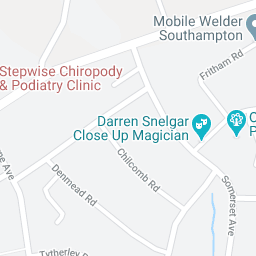 Mobile Welder
Southampton
Fritham Rd
Stepwise Chiropody
& Podiatry Clinic
Darren Snelgar
Close Up Magician
Chilcomb Rd
Denmead Rd
Somerset Ave
Ave